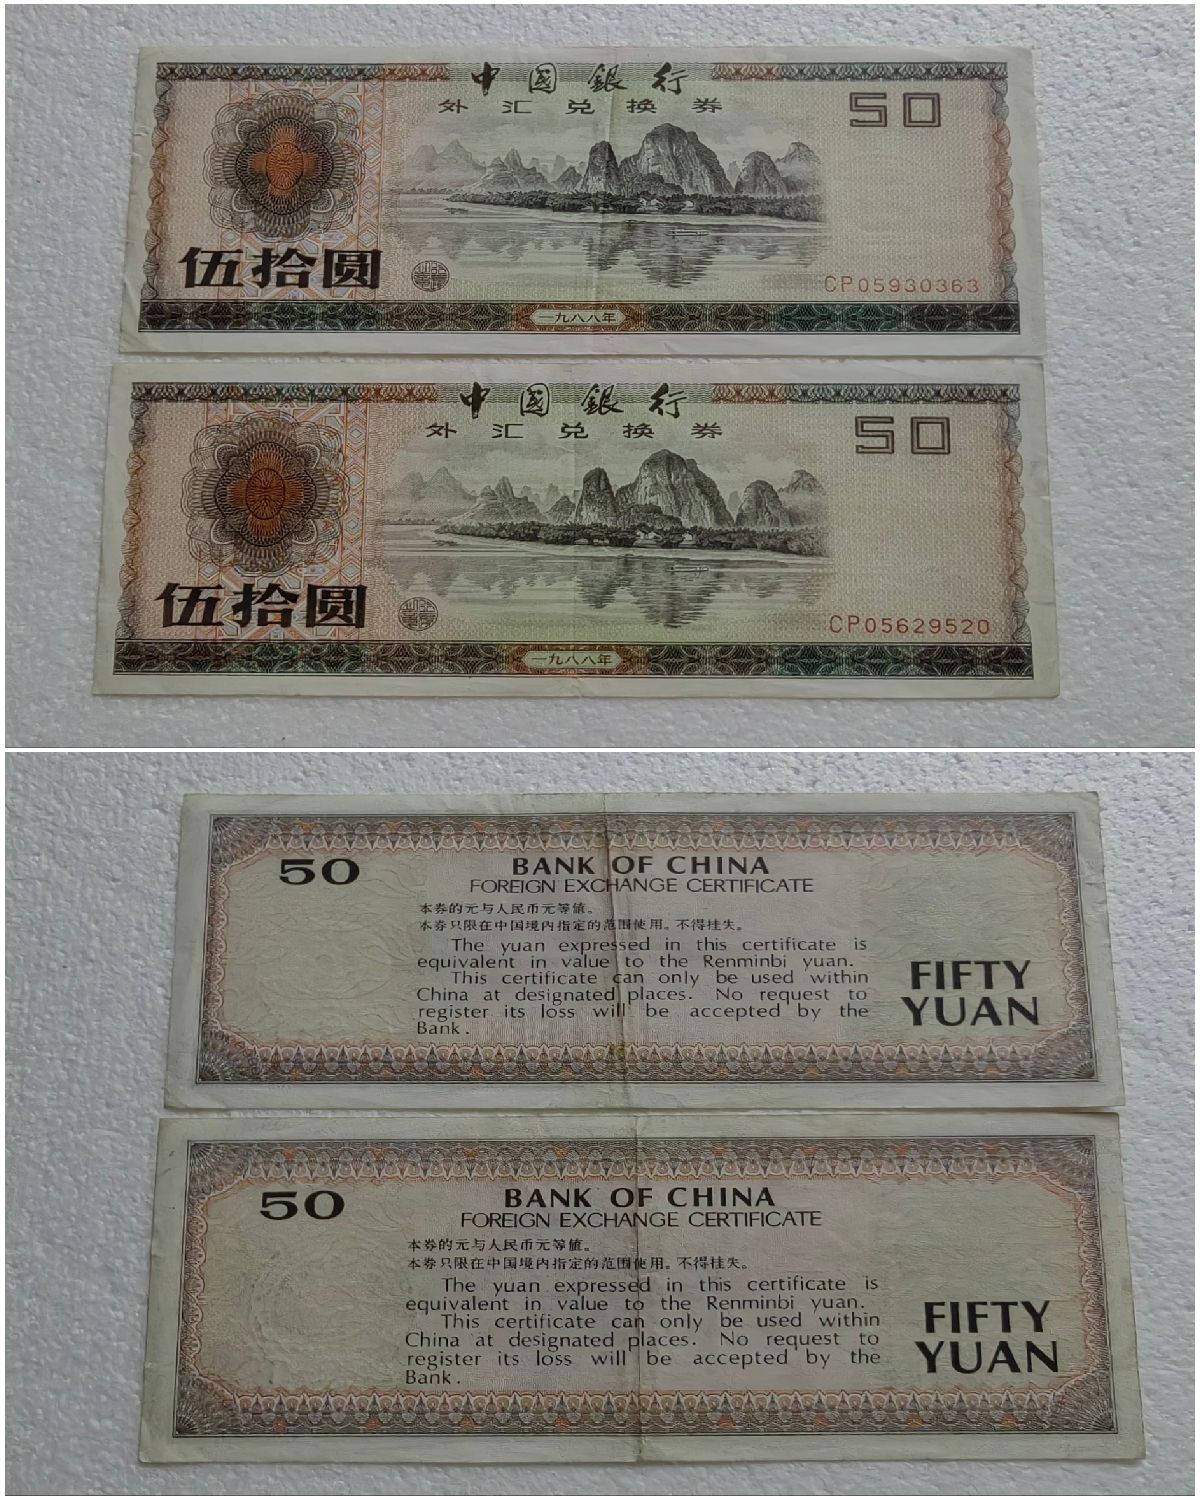 中國銀行
外汇兑换券
50
伍拾圆
CP05930363
一九八八年
中國銀行
外汇兑换券
50
伍拾圆
CP05629520
一九八八年
50
BANK OF CHINA
FOREIGN EXCHANGE CERTIFICATE
本券的元与人民币元等值。
本券只限在中国境内指定的范围使用。不得挂失。
The yuan expressed in this certificate is
equivalent in value to the Renminbi yuan.
This certificate can only be used within
China at designated places. No request to
register its loss will be accepted by the
Bank.
FIFTY
YUAN
50
BANK OF CHINA
FOREIGN EXCHANGE CERTIFICATE
本券的元与人民币元等值。
本券只限在中国境内指定的范围使用。不得挂失。
The yuan expressed in this certificate is
equivalent in value to the Renminbi yuan.
This certificate can only be used within
China at designated places. No request to
register its loss will be accepted by the
Bank.
FIFTY
YUAN